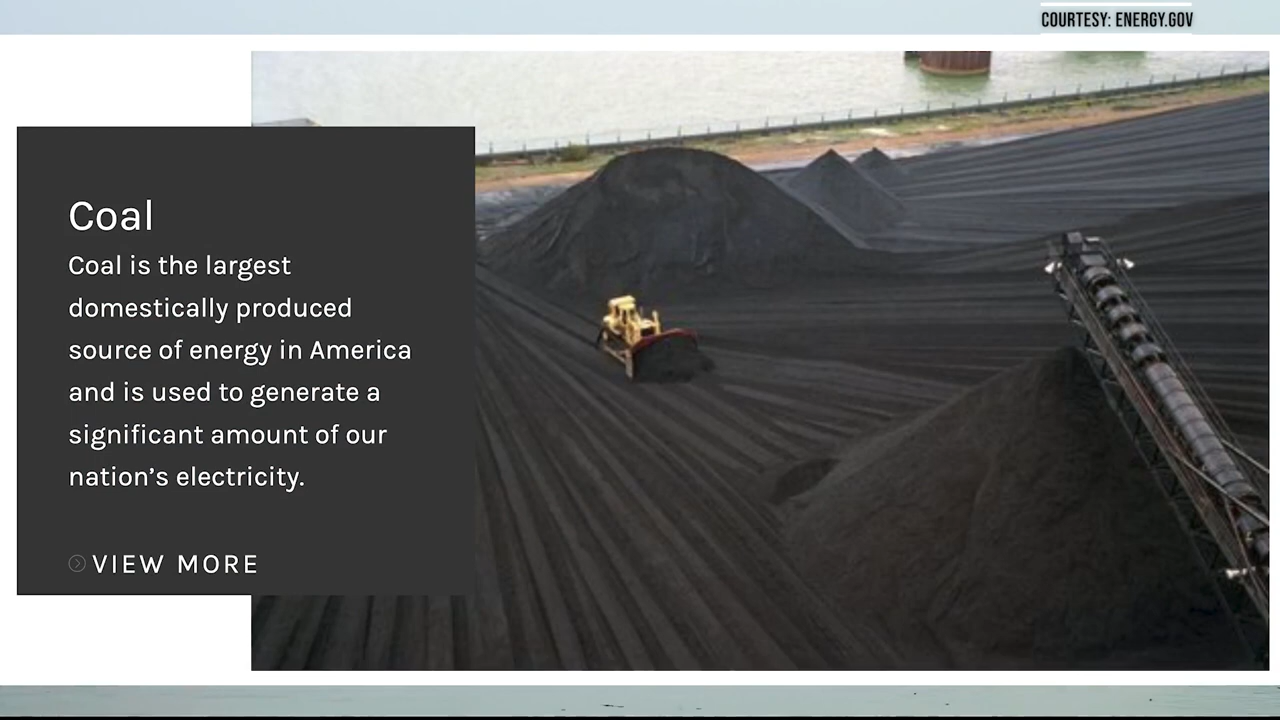 COURTESY: ENERGY.GOV
Coal
Coal is the largest
domestically produced
source of energy in America
and is used to generate a
significant amount of our
nation’s electricity.
VIEW MORE